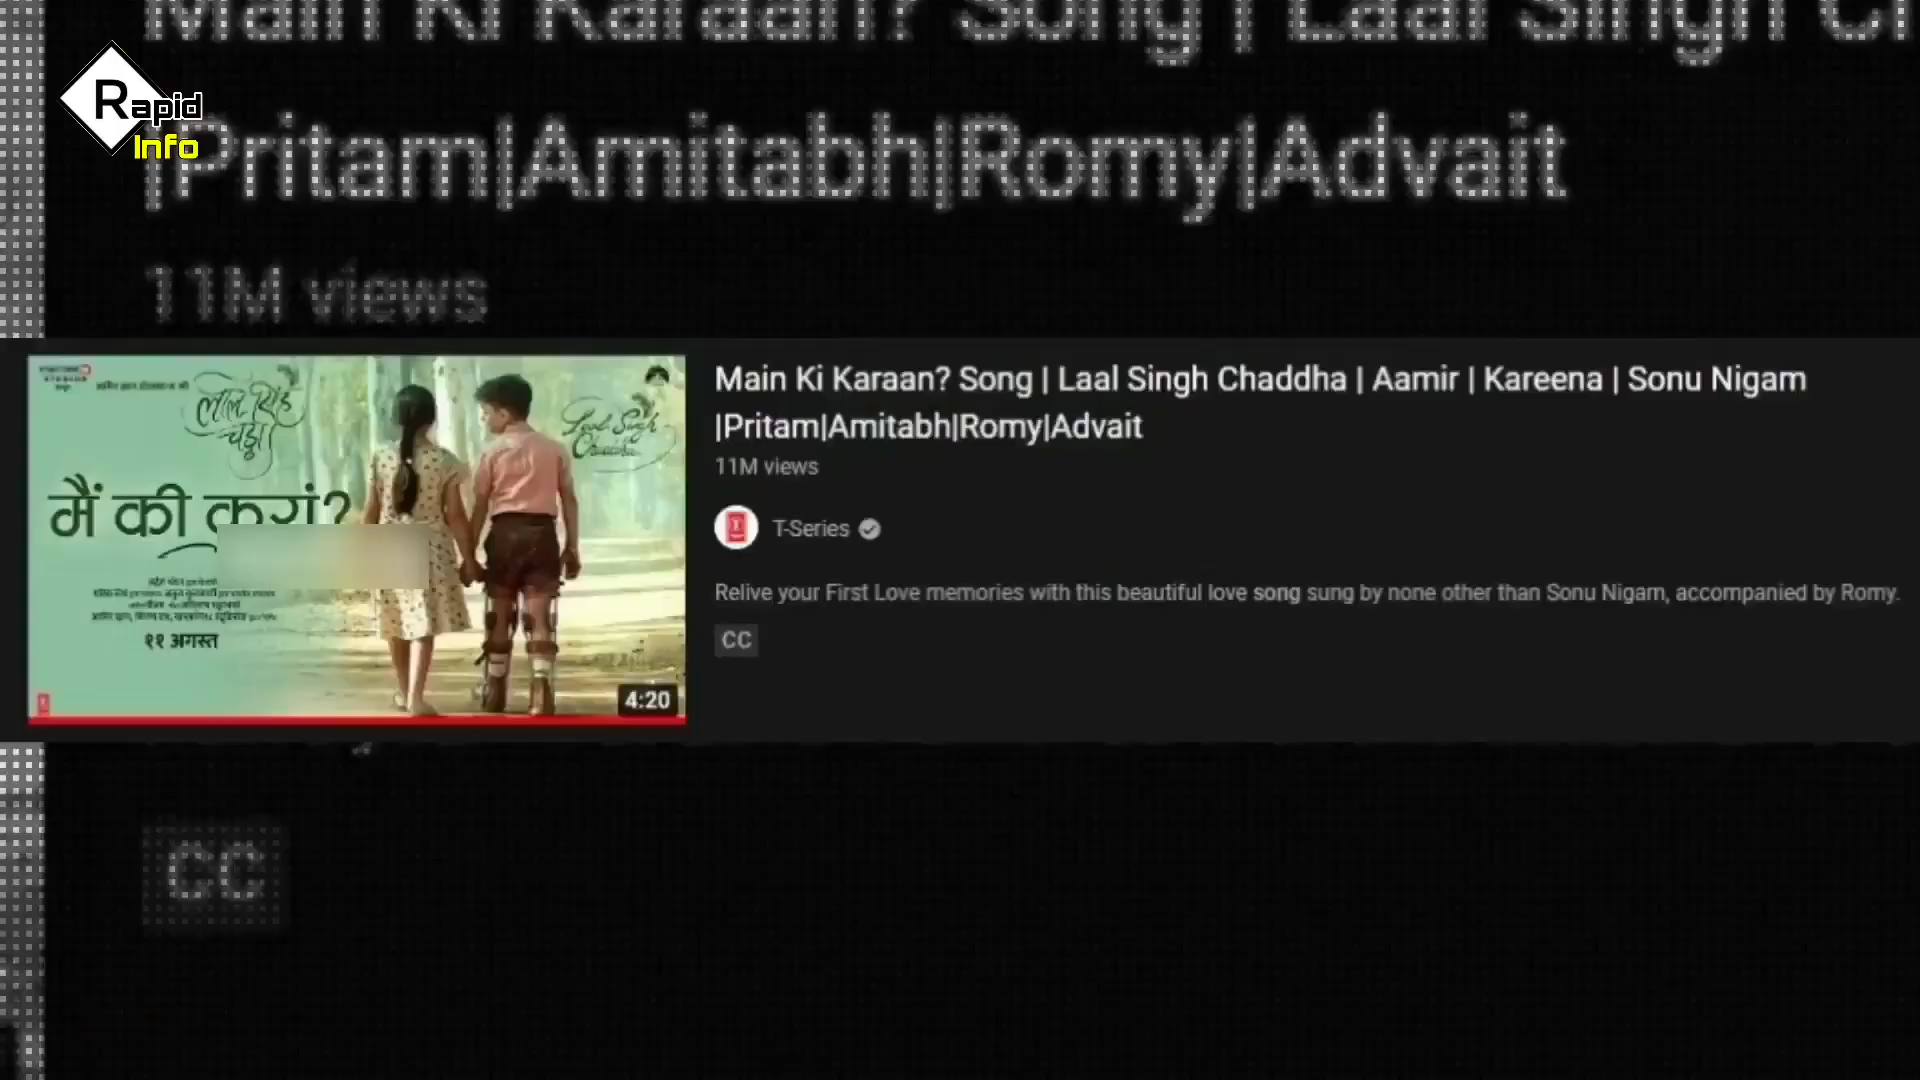 Main Ki Karaan? Song | Laal Singh
|Pritam|Amitabh|Romy|Advait
11M views
Rapid
Info
लाल सिंह
चड्ढा
Laal Singh
Chaddha
मैं की करां?
११ अगस्त
4:20
Main Ki Karaan? Song | Laal Singh Chaddha | Aamir | Kareena | Sonu Nigam
|Pritam|Amitabh|Romy|Advait
11M views
T-Series
Relive your First Love memories with this beautiful love song sung by none other than Sonu Nigam, accompanied by Romy.
CC
CC